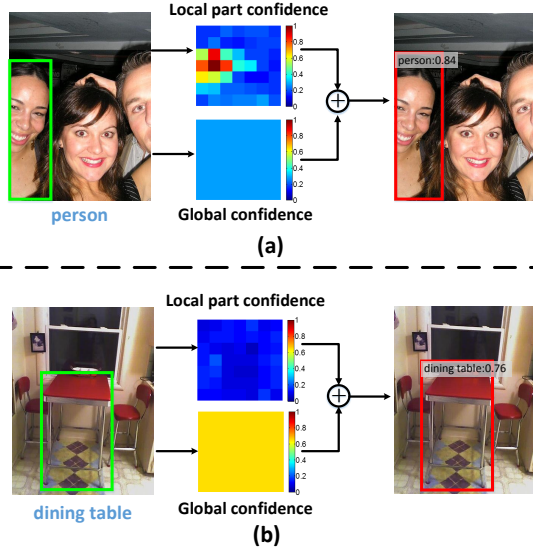 Local part confidence
1
0.8
0.6
0.4
0.2
0
person:0.84
1
0.8
0.6
0.4
0.2
0
person
Global confidence
(a)
Local part confidence
1
0.8
0.6
0.4
0.2
0
dining table:0.76
1
0.8
0.6
0.4
0.2
0
dining table
Global confidence
(b)